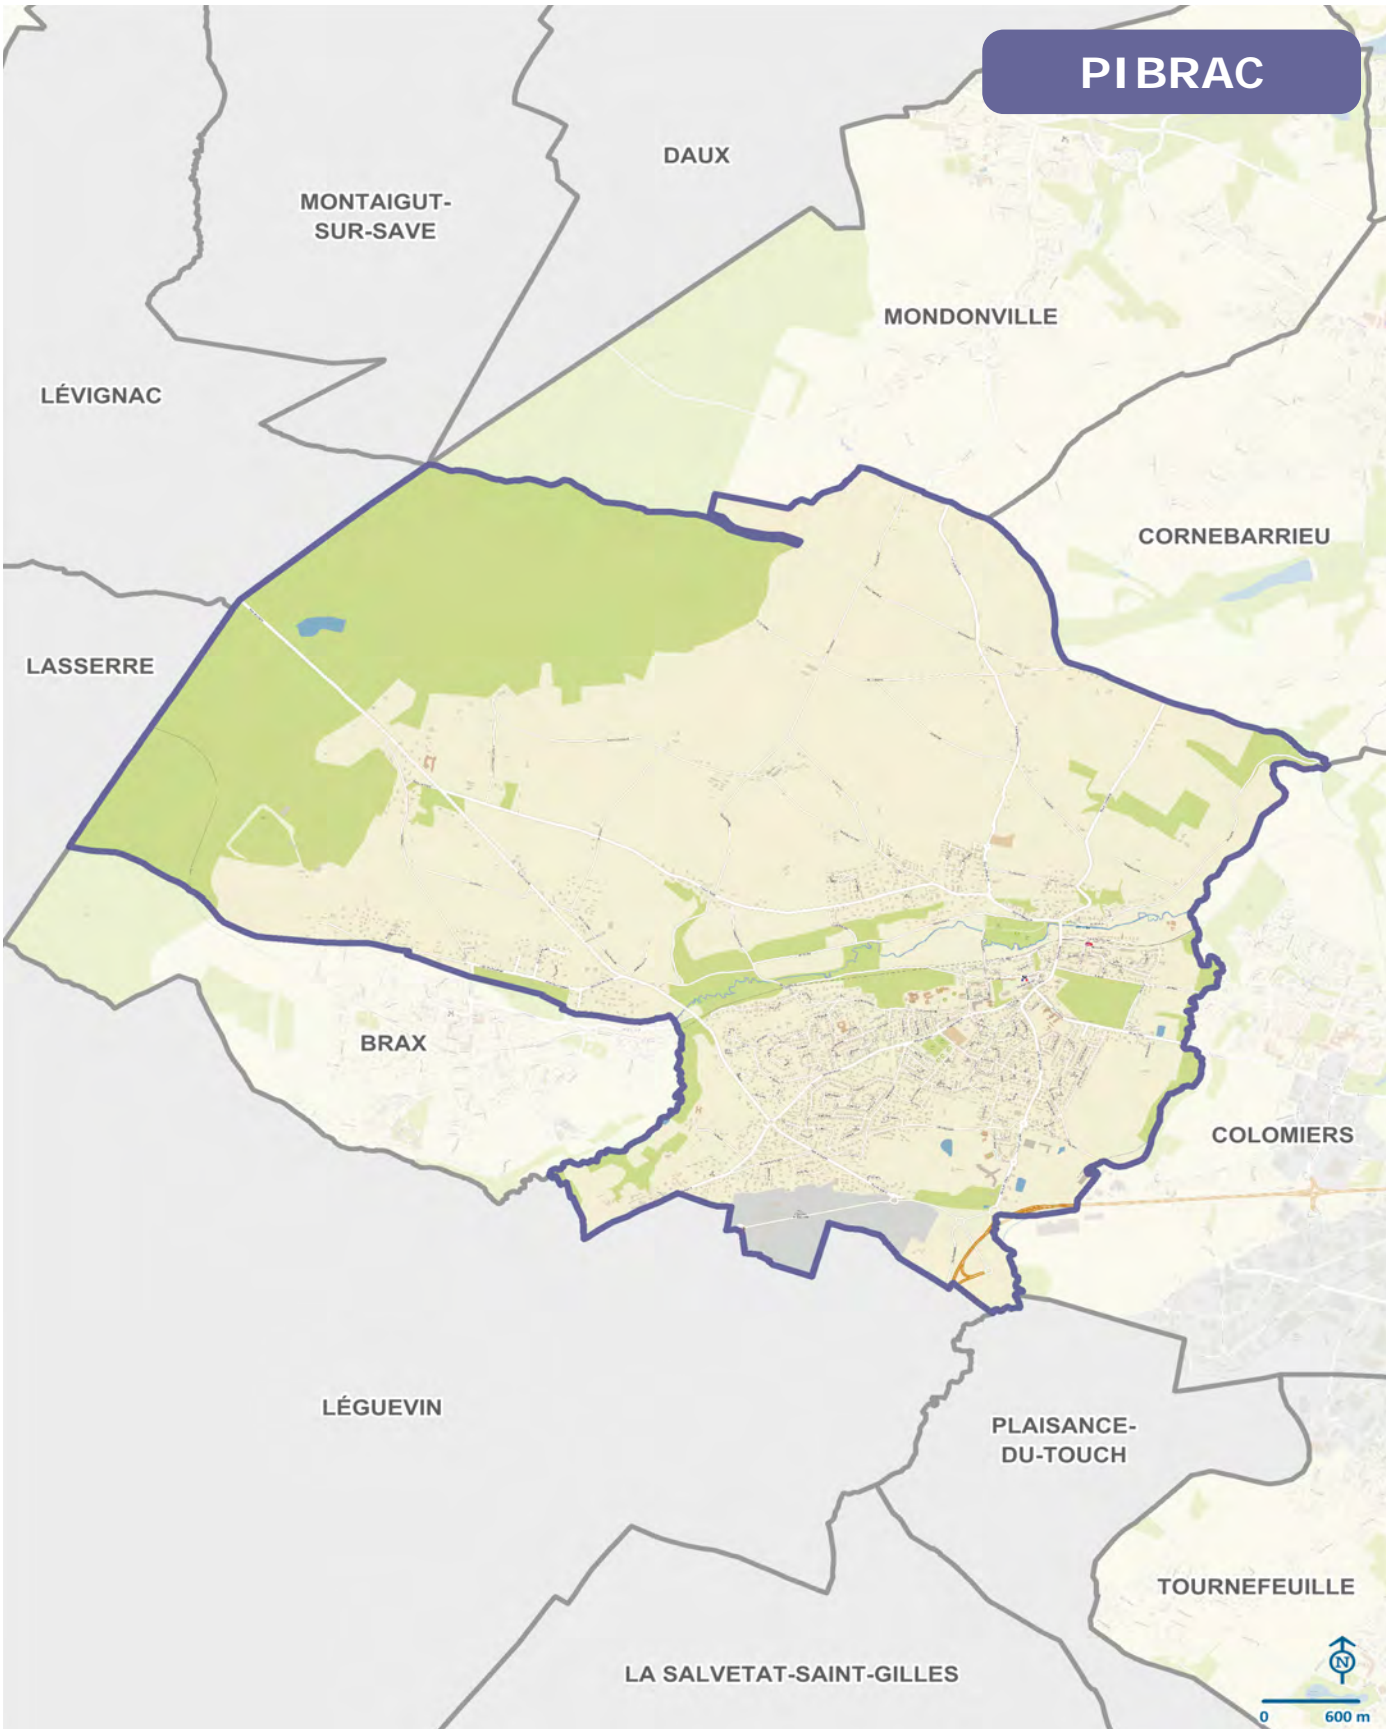 PIBRAC
DAUX
MONTAIGUT-
SUR-SAVE
MONDONVILLE
LÉVIGNAC
CORNEBARRIEU
LASSERRE
BRAX
COLOMIERS
LÉGUEVIN
PLAISANCE-
DU-TOUCH
TOURNEFEUILLE
LA SALVETAT-SAINT-GILLES
N
0 600 m